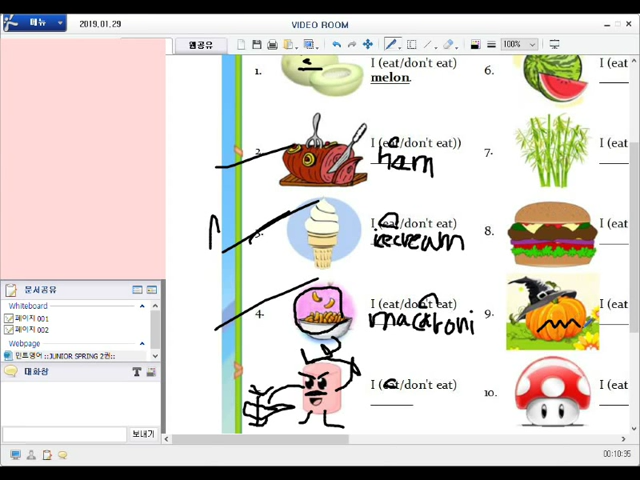 메뉴
2019.01.29
VIDEO ROOM
웹공유
100%
1.
I (eat/don't eat)
melon.
6.
I (eat
2.
I (eat/don't eat))
ham
7.
I (eat
3.
I (eat/don't eat)
icecream
8.
I (eat
4.
I (eat/don't eat)
macaroni
9.
I (eat
I (eat/don't eat)
10.
I (eat
문서공유
Whiteboard
페이지 001
페이지 002
Webpage
민트영어 ::JUNIOR SPRING 2권::
대화창
보내기
00:10:35